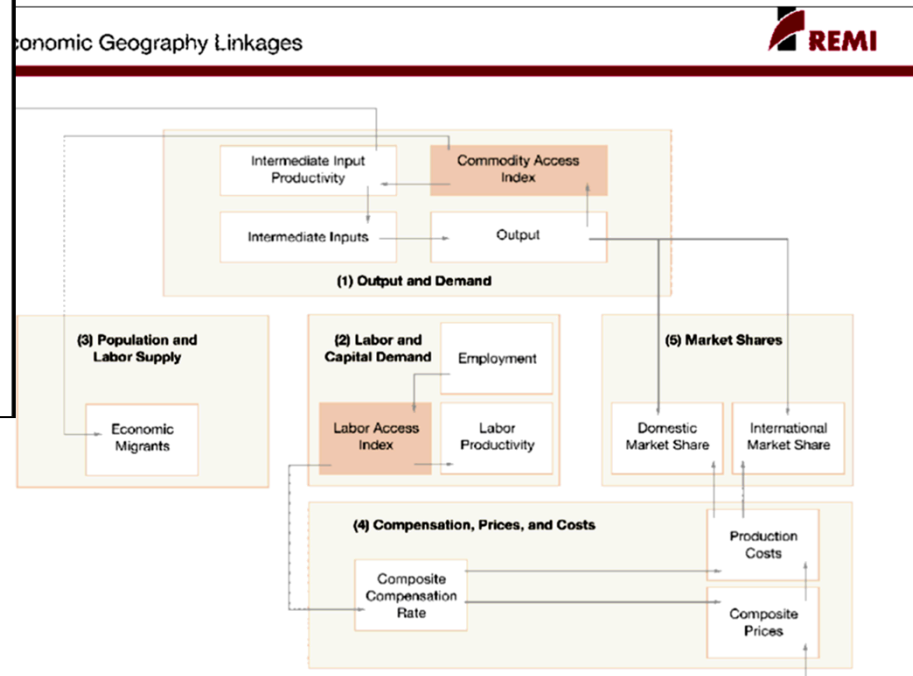 conomic Geography Linkages
REMI
Intermediate Input
Productivity
Commodity Access
Index
Intermediate Inputs
Output
(1) Output and Demand
(3) Population and
Labor Supply
Economic
Migrants
(2) Labor and
Capital Demand
Employment
Labor Access
Index
Labor
Productivity
(5) Market Shares
Domestic
Market Share
International
Market Share
(4) Compensation, Prices, and Costs
Composite
Compensation
Rate
Production
Costs
Composite
Prices